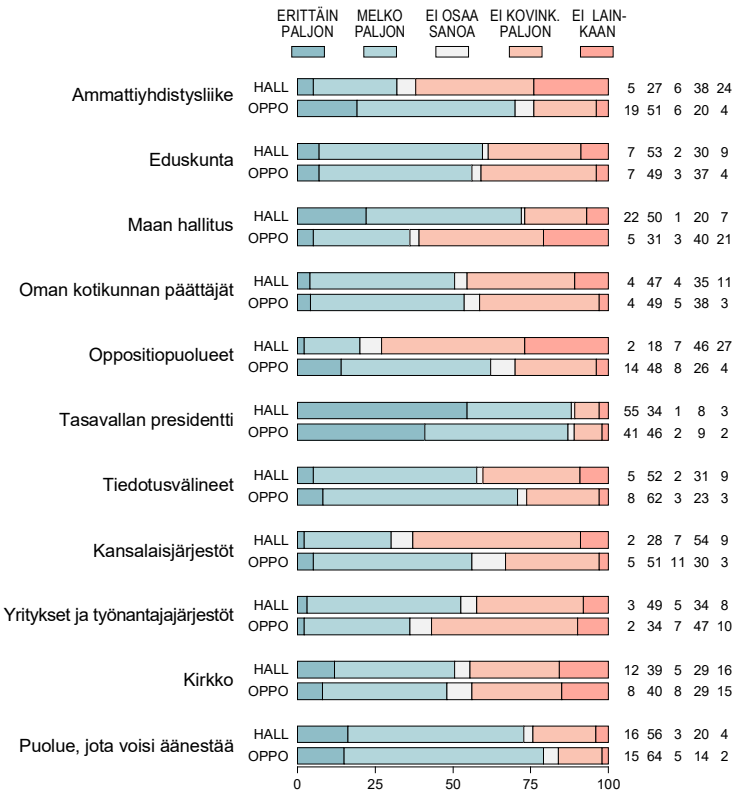 ERITTÄIN PALJON MELKO PALJON EI OSAA SANOA EI KOVINK. PALJON EI LAIN-KAAN
Ammattiyhdistysliike
HALL 5 27 6 38 24
OPPO 19 51 6 20 4
Eduskunta
HALL 7 53 2 30 9
OPPO 7 49 3 37 4
Maan hallitus
HALL 22 50 1 20 7
OPPO 5 31 3 40 21
Oman kotikunnan päättäjät
HALL 4 47 4 35 11
OPPO 4 49 5 38 3
Oppositiopuolueet
HALL 2 18 7 46 27
OPPO 14 48 8 26 4
Tasavallan presidentti
HALL 55 34 1 8 3
OPPO 41 46 2 9 2
Tiedotusvälineet
HALL 5 52 2 31 9
OPPO 8 62 3 23 3
Kansalaisjärjestöt
HALL 2 28 7 54 9
OPPO 5 51 11 30 3
Yritykset ja työnantajajärjestöt
HALL 3 49 5 34 8
OPPO 2 34 7 47 10
Kirkko
HALL 12 39 5 29 16
OPPO 8 40 8 29 15
Puolue, jota voisi äänestää
HALL 16 56 3 20 4
OPPO 15 64 5 14 2
0 25 50 75 100